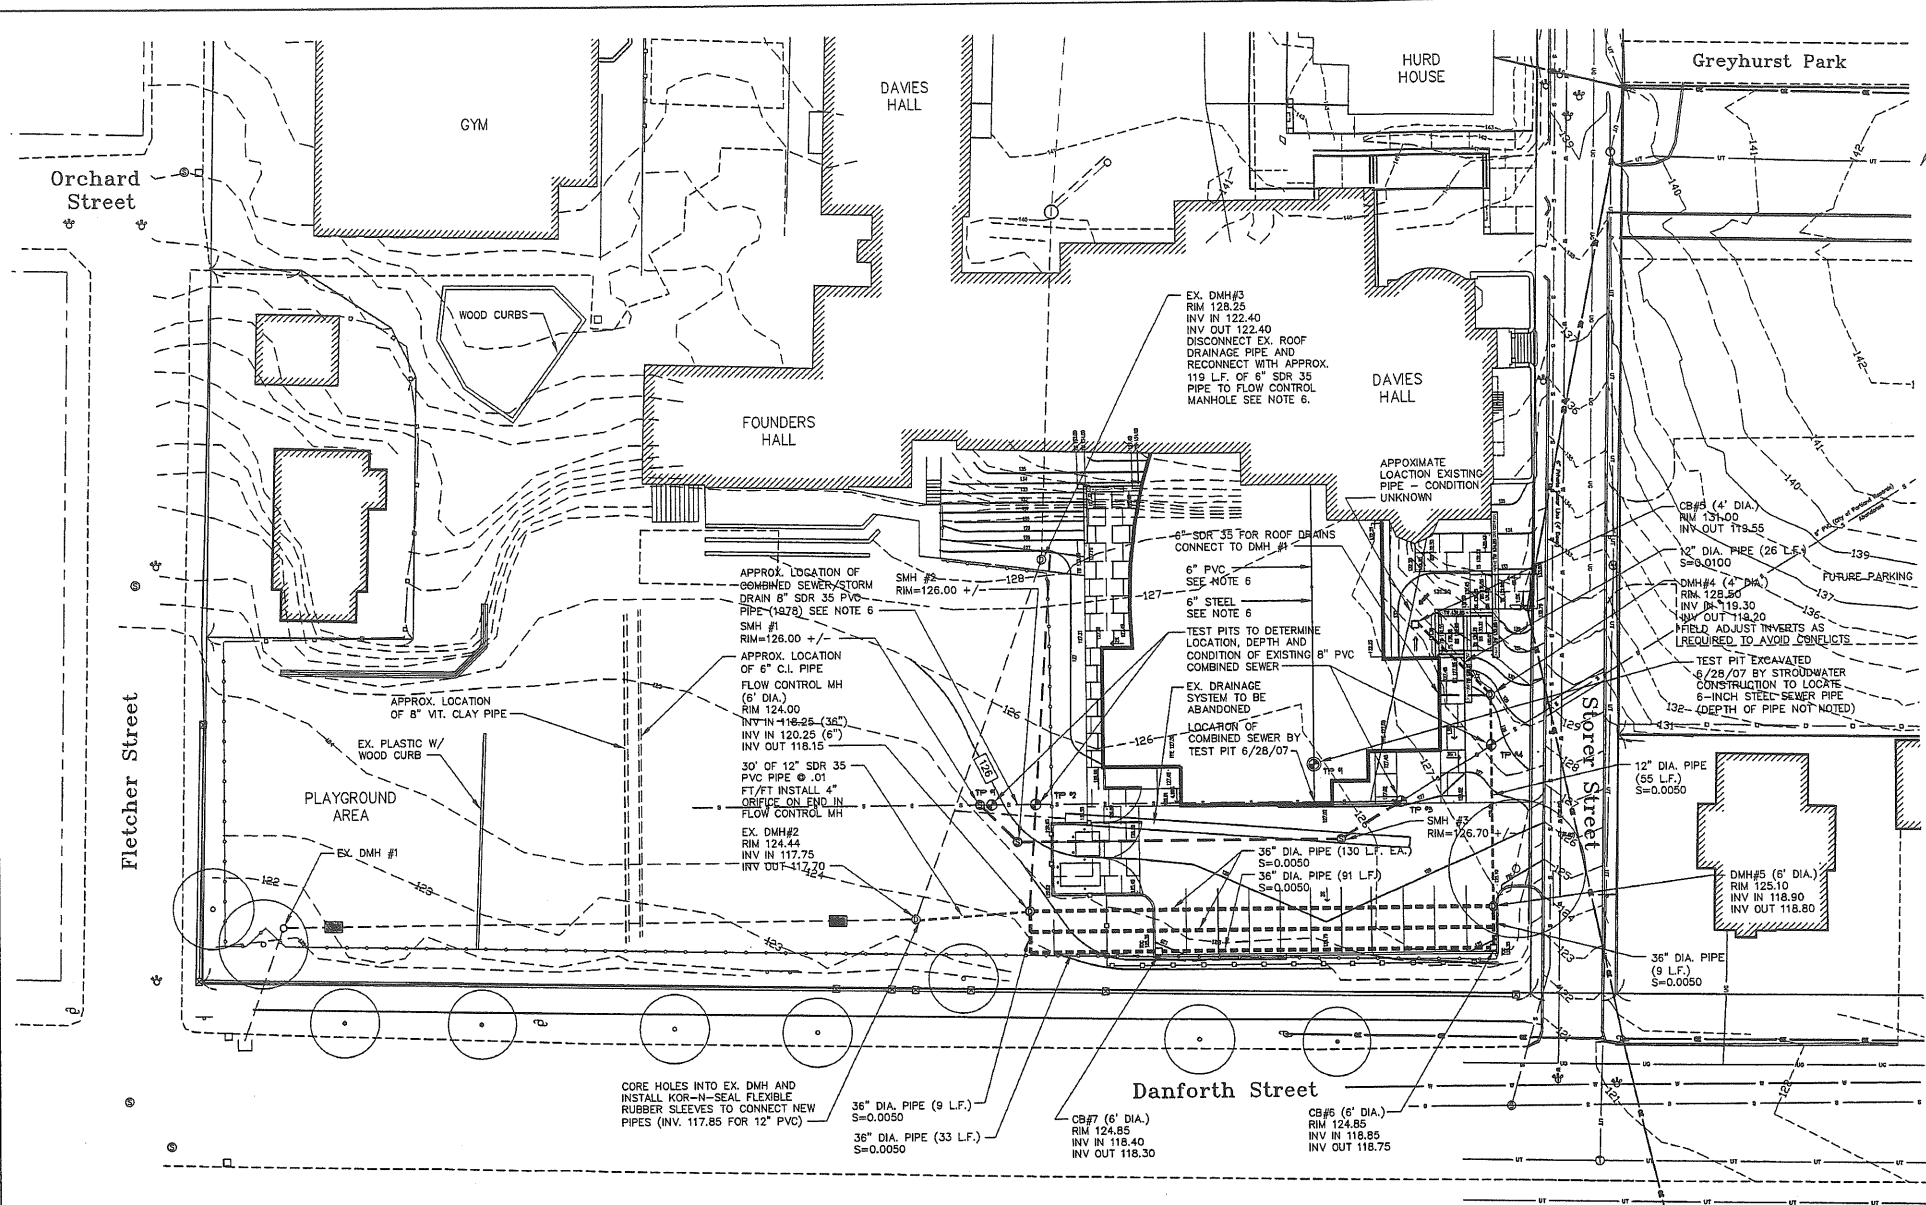 Greyhurst Park
HURD
HOUSE
DAVIES
HALL
GYM
Orchard
Street
WOOD CURBS
EX. DMH#3
RIM 128.25
INV IN 122.40
INV OUT 122.40
DISCONNECT EX. ROOF
DRAINAGE PIPE AND
RECONNECT WITH APPROX.
119 L.F. OF 6" SDR 35
PIPE TO FLOW CONTROL
MANHOLE SEE NOTE 6.
DAVIES
HALL
FOUNDERS
HALL
APPOXIMATE
LOACTION EXISTING
PIPE - CONDITION
UNKNOWN
6" SDR 35 FOR ROOF DRAINS
CONNECT TO DMH #1
6" PVC
SEE NOTE 6
6" STEEL
SEE NOTE 6
TEST PITS TO DETERMINE
LOCATION, DEPTH AND
CONDITION OF EXISTING 8" PVC
COMBINED SEWER
EX. DRAINAGE
SYSTEM TO BE
ABANDONED
LOCATION OF
COMBINED SEWER BY
TEST PIT 6/28/07
CB#5 (4' DIA.)
RIM 131.00
INV OUT 119.55
12" DIA. PIPE (26 L.F.)
S=0.0100
DMH#4 (4' DIA.)
RIM 128.50
INV IN 119.30
INV OUT 119.20
FIELD ADJUST INVERTS AS
REQUIRED TO AVOID CONFLICTS
FUTURE PARKING
TEST PIT EXCAVATED
6/28/07 BY STROUDWATER
CONSTRUCTION TO LOCATE
6-INCH STEEL SEWER PIPE
(DEPTH OF PIPE NOT NOTED)
APPROX. LOCATION OF
COMBINED SEWER/STORM
DRAIN 8" SDR 35 PVC
PIPE (1978) SEE NOTE 6
SMH #1
RIM=126.00 +/-
SMH #2
RIM=126.00 +/-
APPROX. LOCATION
OF 6" C.I. PIPE
FLOW CONTROL MH
(6' DIA.)
RIM 124.00
INV IN 118.25 (36")
INV IN 120.25 (6")
INV OUT 118.15
30' OF 12" SDR 35
PVC PIPE @ .01
FT/FT INSTALL 4"
ORIFICE ON END IN
FLOW CONTROL MH
EX. DMH#2
RIM 124.44
INV IN 117.75
INV OUT 117.70
APPROX. LOCATION
OF 8" VIT. CLAY PIPE
EX. PLASTIC W/
WOOD CURB
PLAYGROUND
AREA
EX. DMH #1
Fletcher Street
Storer Street
12" DIA. PIPE
(55 L.F.)
S=0.0050
SMH #3
RIM=126.70 +/-
36" DIA. PIPE (130 L.F. EA.)
S=0.0050
36" DIA. PIPE (91 L.F.)
S=0.0050
DMH#5 (6' DIA.)
RIM 125.10
INV IN 118.90
INV OUT 118.80
36" DIA. PIPE
(9 L.F.)
S=0.0050
Danforth Street
CORE HOLES INTO EX. DMH AND
INSTALL KOR-N-SEAL FLEXIBLE
RUBBER SLEEVES TO CONNECT NEW
PIPES (INV. 117.85 FOR 12" PVC)
36" DIA. PIPE (9 L.F.)
S=0.0050
36" DIA. PIPE (33 L.F.)
S=0.0050
CB#7 (6' DIA.)
RIM 124.85
INV IN 118.40
INV OUT 118.30
CB#6 (6' DIA.)
RIM 124.85
INV IN 118.85
INV OUT 118.75
142
141
140
139
137
136
132
131
129
128
127
126
125
124
123
122
121